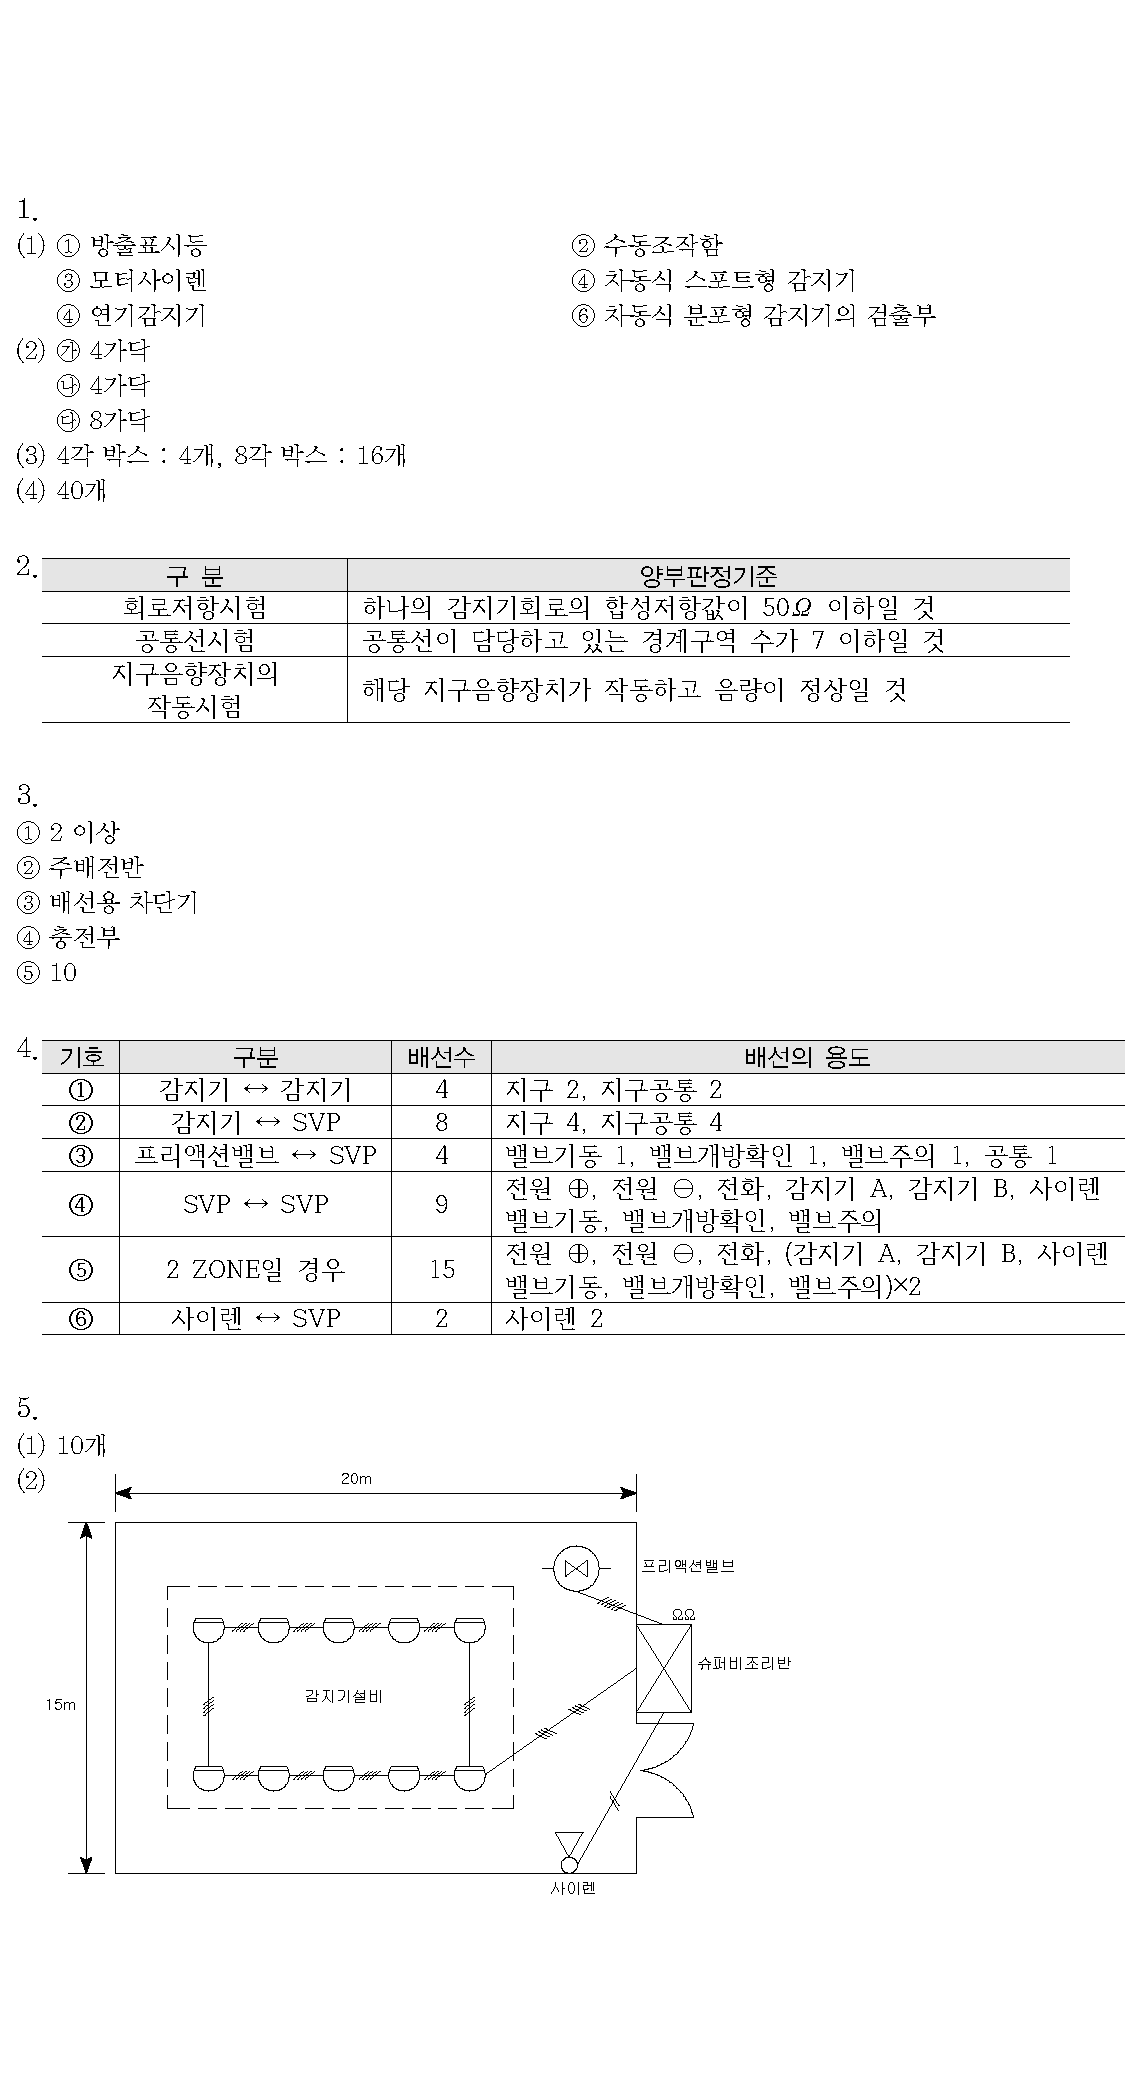 1.
(1) ① 방출표시등 ② 수동조작함
③ 모터사이렌 ④ 차동식 스포트형 감지기
④ 연기감지기 ⑥ 차동식 분포형 감지기의 검출부
(2) ㉮ 4가닥
㉯ 4가닥
㉰ 8가닥
(3) 4각 박스 : 4개, 8각 박스 : 16개
(4) 40개
2.
구 분 양부판정기준
회로저항시험 하나의 감지기회로의 합성저항값이 50Ω 이하일 것
공통선시험 공통선이 담당하고 있는 경계구역 수가 7 이하일 것
지구음향장치의
작동시험 해당 지구음향장치가 작동하고 음량이 정상일 것
3.
① 2 이상
② 주배전반
③ 배선용 차단기
④ 충전부
⑤ 10
4.
기호 구분 배선수 배선의 용도
① 감지기 ↔ 감지기 4 지구 2, 지구공통 2
② 감지기 ↔ SVP 8 지구 4, 지구공통 4
③ 프리액션밸브 ↔ SVP 4 밸브기동 1, 밸브개방확인 1, 밸브주의 1, 공통 1
④ SVP ↔ SVP 9 전원 ⊕, 전원 ⊖, 전화, 감지기 A, 감지기 B, 사이렌
밸브기동, 밸브개방확인, 밸브주의
⑤ 2 ZONE일 경우 15 전원 ⊕, 전원 ⊖, 전화, (감지기 A, 감지기 B, 사이렌
밸브기동, 밸브개방확인, 밸브주의)×2
⑥ 사이렌 ↔ SVP 2 사이렌 2
5.
(1) 10개
(2)
20m
프리액션밸브
ΩΩ
슈퍼비조리반
감지기설비
15m
사이렌